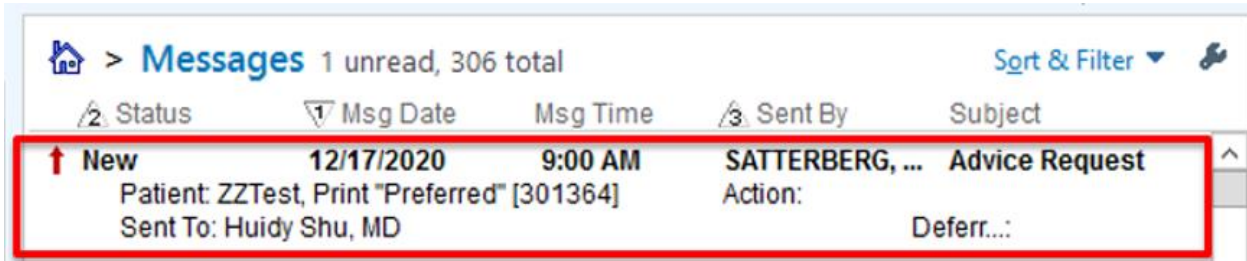 > Messages 1 unread, 306 total Sort & Filter
2 Status 1 Msg Date Msg Time 3 Sent By Subject
New 12/17/2020 9:00 AM SATTERBERG, ... Advice Request
Patient: ZZTest, Print "Preferred" [301364] Action:
Sent To: Huidy Shu, MD Deferr...: